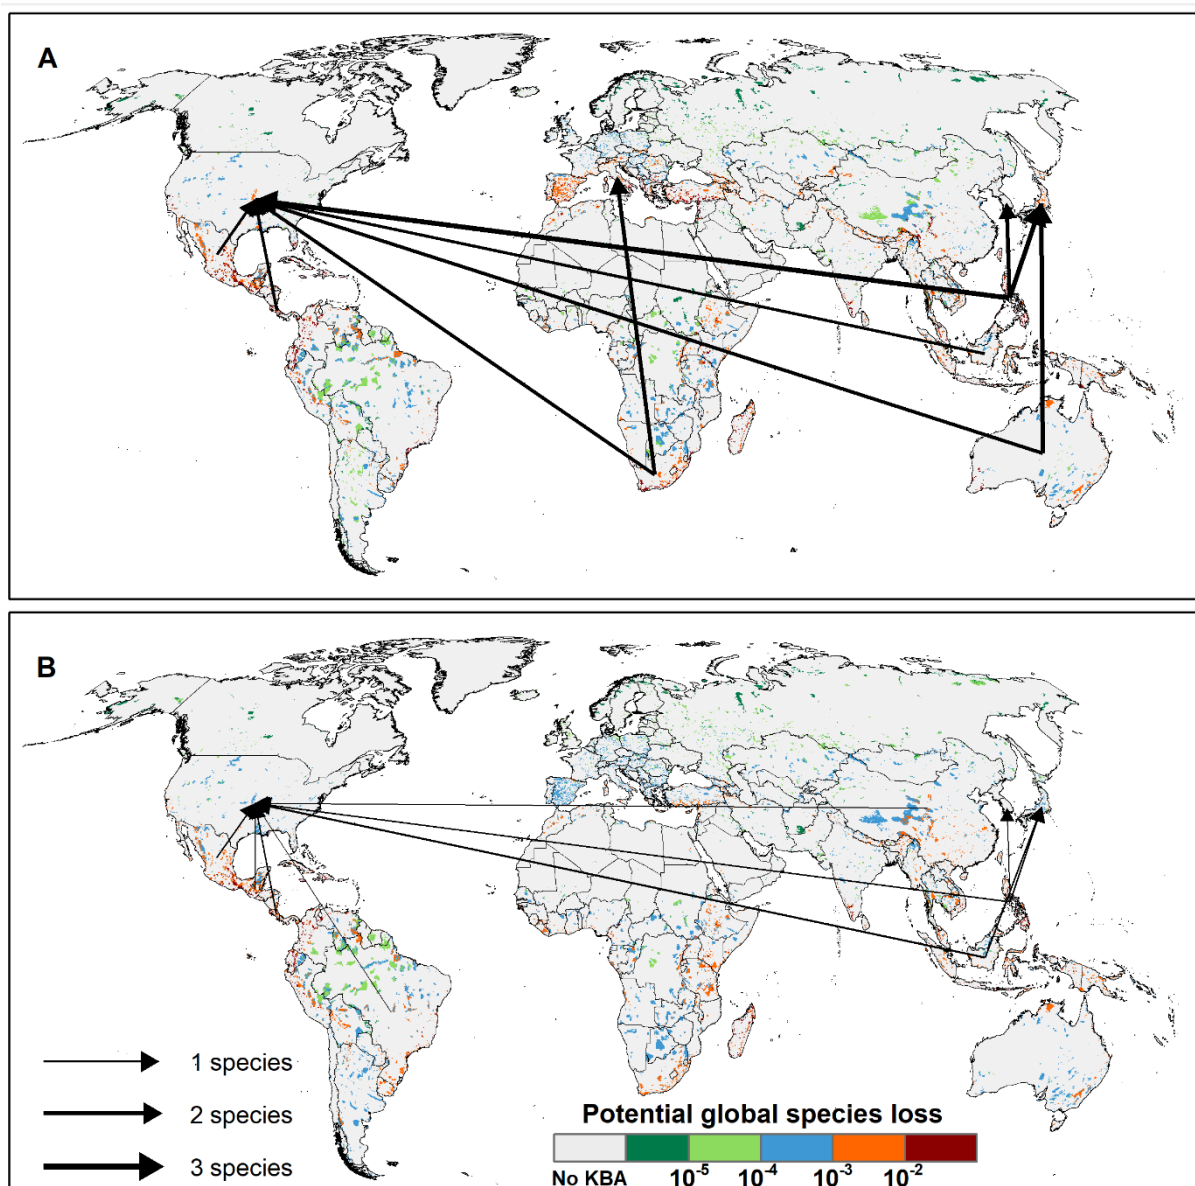 A
B
1 species
2 species
3 species
Potential global species loss
No KBA 10⁻⁵ 10⁻⁴ 10⁻³ 10⁻²